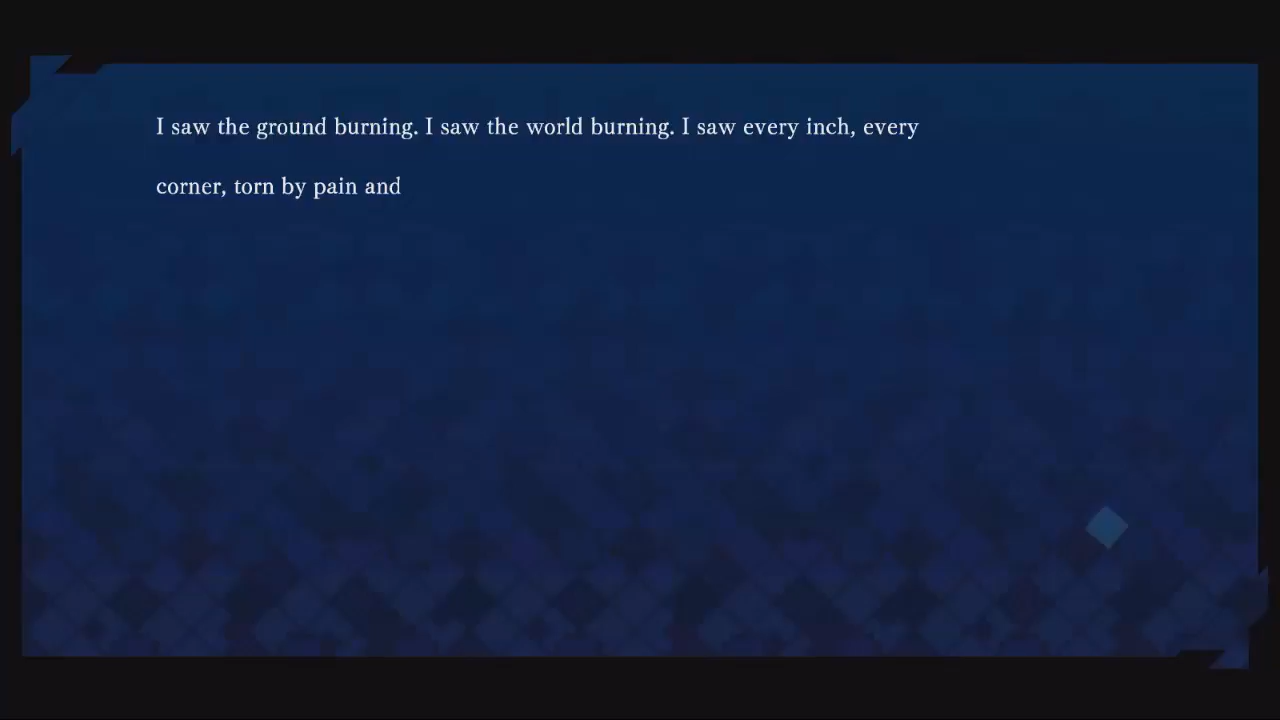 I saw the ground burning. I saw the world burning. I saw every inch, every
corner, torn by pain and